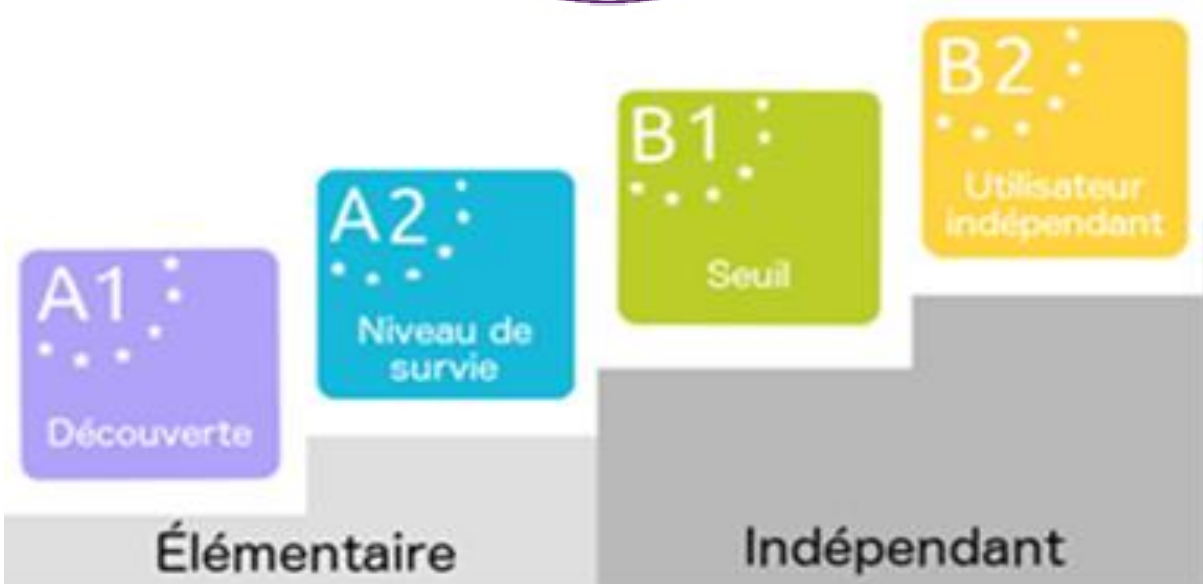 A1
Découverte
A2
Niveau de
survie
B1
Seuil
B2
Utilisateur
indépendant
Élémentaire
Indépendant